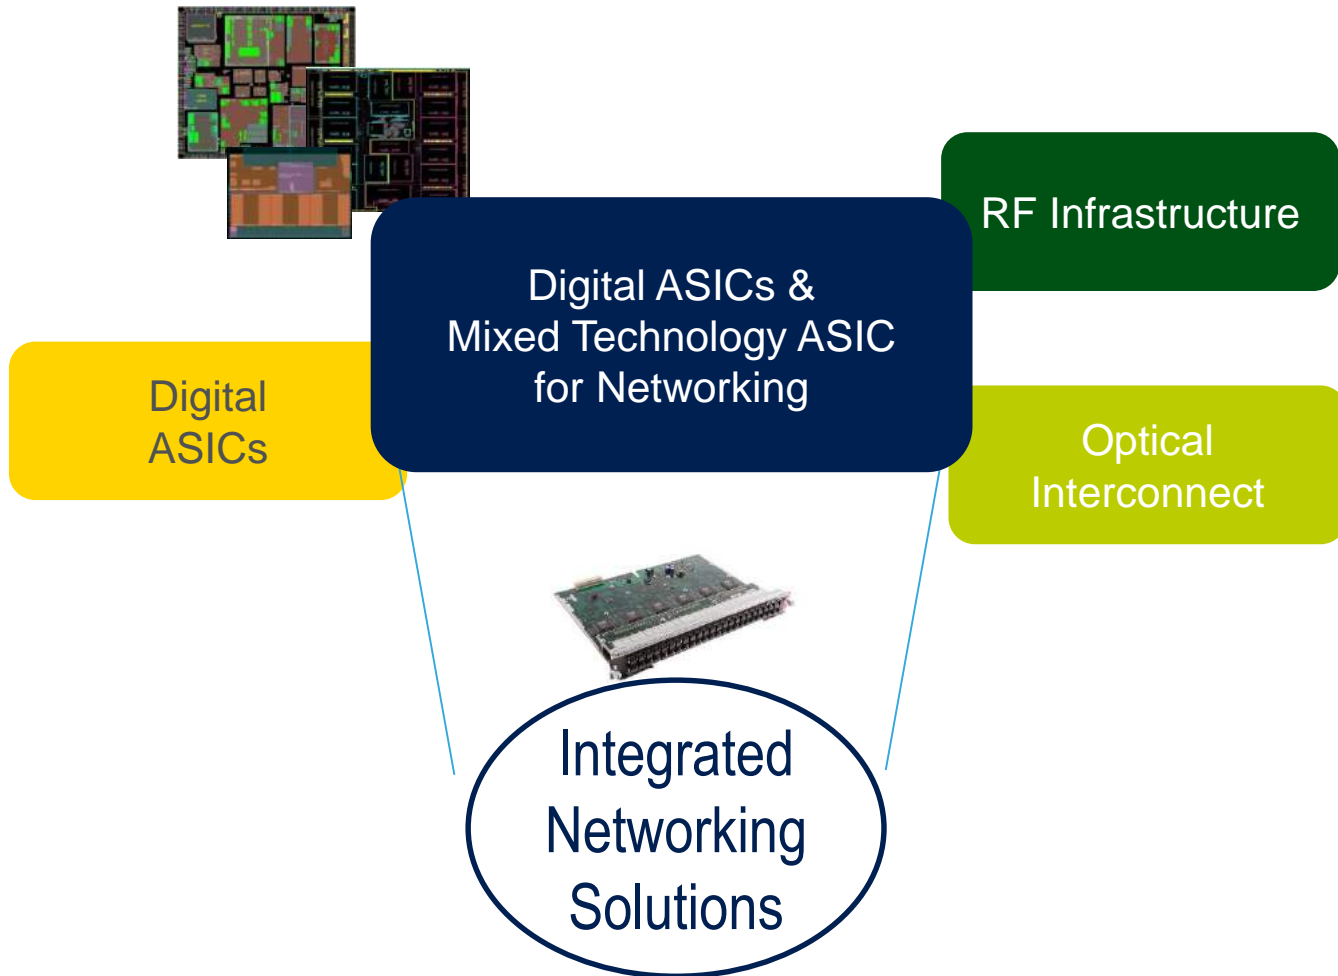 RF Infrastructure
Digital ASICs &
Mixed Technology ASIC
for Networking
Digital
ASICs
Optical
Interconnect
Integrated
Networking
Solutions